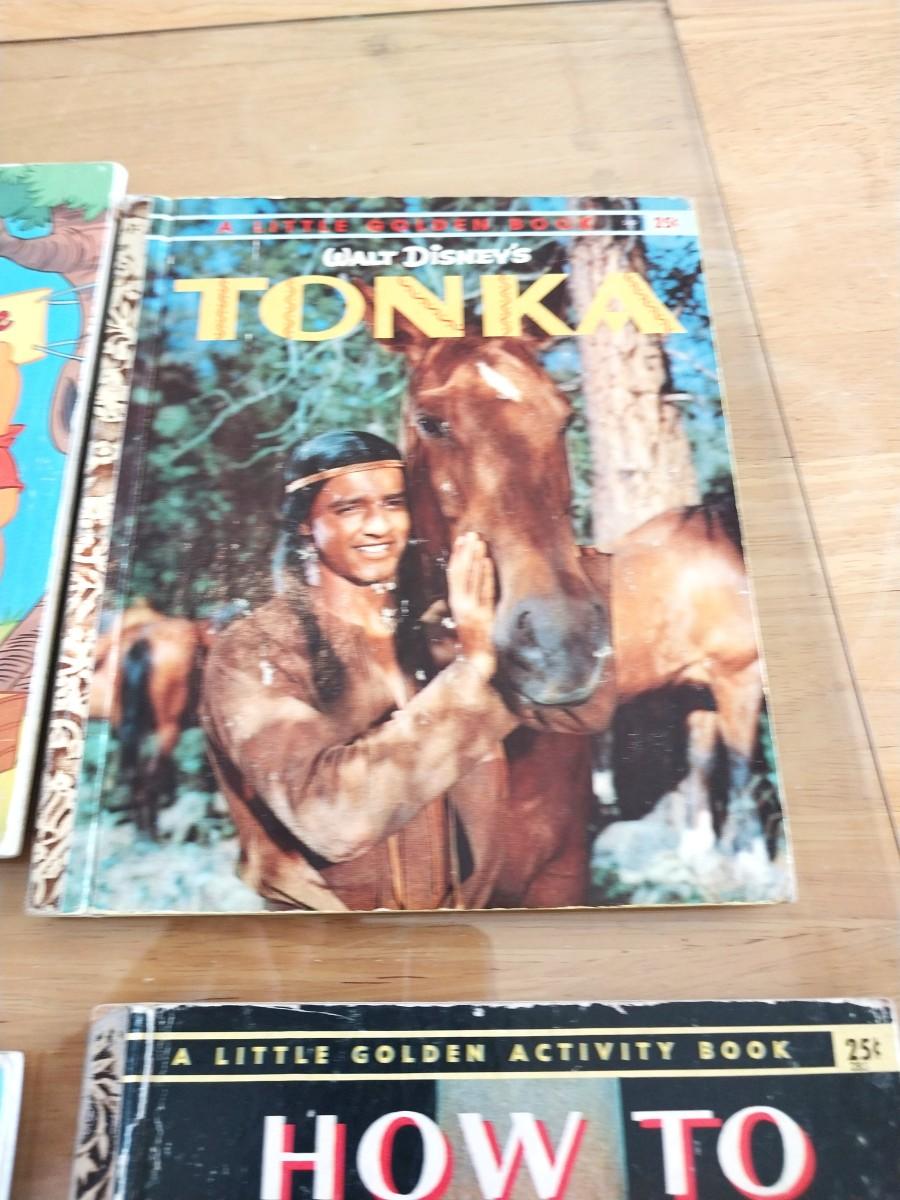 A LITTLE GOLDEN BOOK 25¢
WALT DISNEY'S
TONKA
A LITTLE GOLDEN ACTIVITY BOOK 25¢
HOW TO